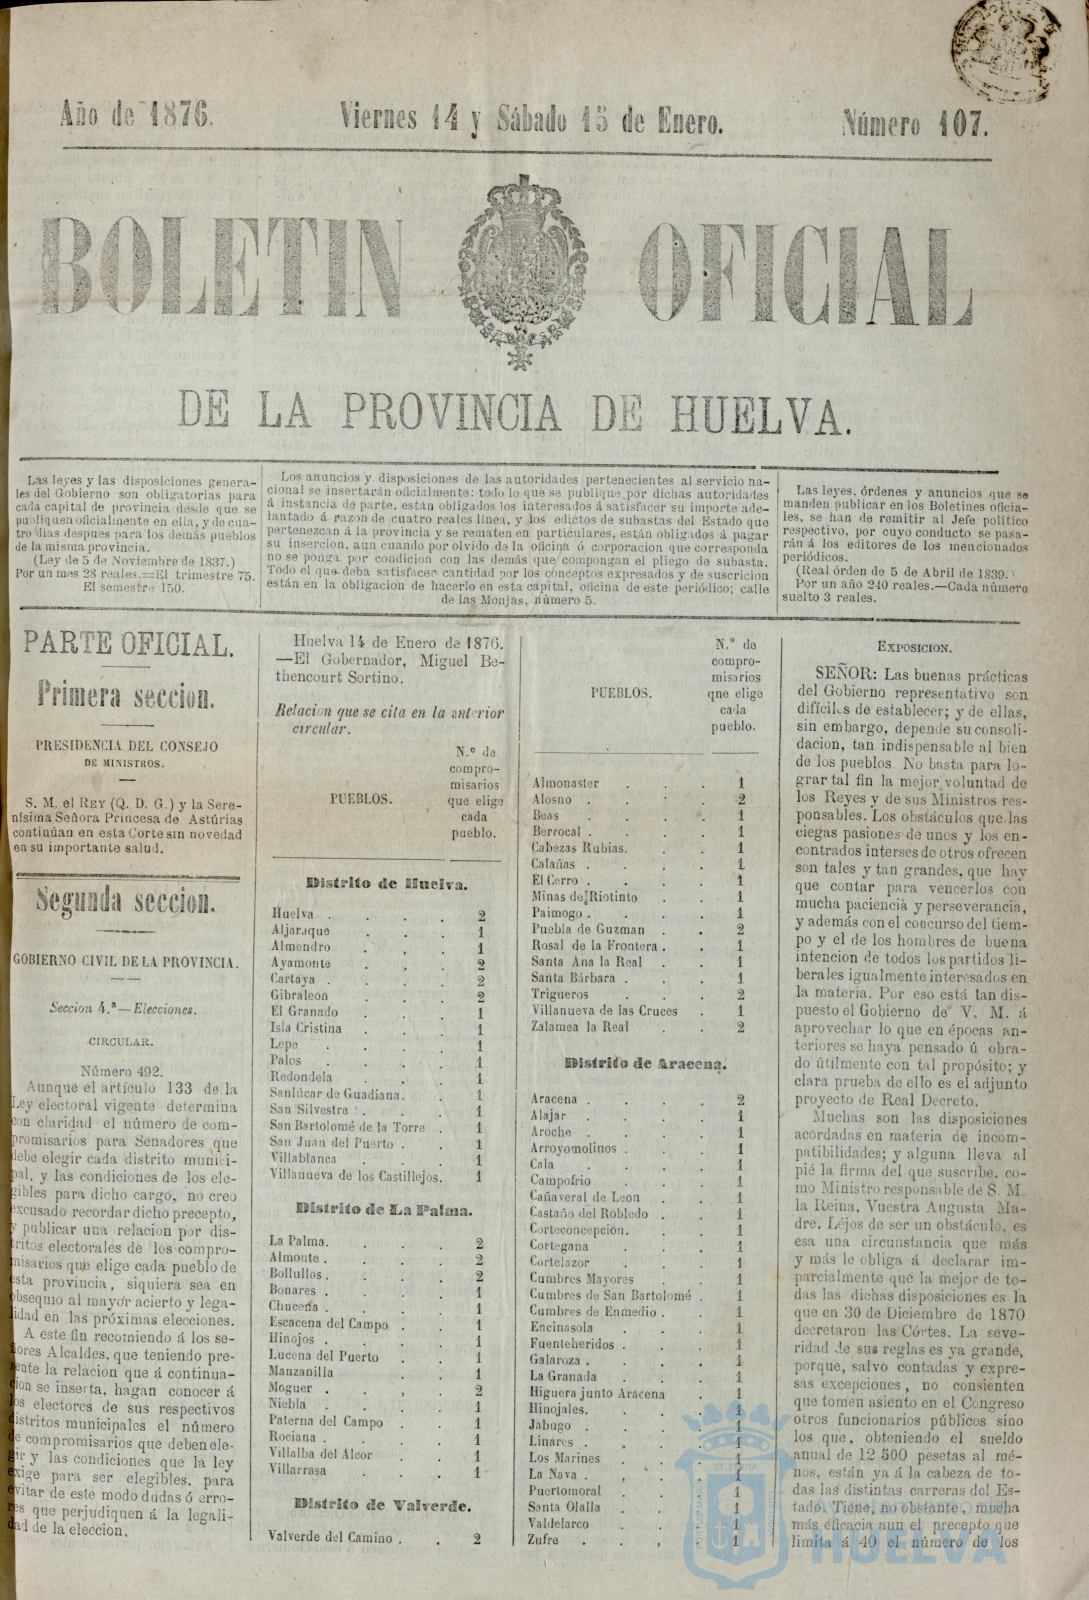 Año de 1876.
Viernes 14 y Sábado 15 de Enero.
Número 107.
BOLETIN OFICIAL
DE LA PROVINCIA DE HUELVA.
Las leyes y las disposiciones genera-
les del Gobierno son obligatorias para
cada capital de provincia desde que se
publiquen oficialmente en ella, y de cua-
tro dias despues para los demás pueblos
de la misma provincia.
(Ley de 5 de Noviembre de 1837.)
Por un mes 28 reales.=El trimestre 75.
El semestre 150.
Los anuncios y disposiciones de las autoridades pertenecientes al servicio na-
cional se insertarán oficialmente: todo lo que se publique por dichas autoridades
á instancia de parte, están obligados los interesados á satisfacer su importe ade-
lantado á razon de cuatro reales línea, y los edictos de subastas del Estado que
pertenezcan á la provincia y se rematen en particulares, están obligados á pagar
su insercion, aun cuando por olvido de la oficina ó corporacion que corresponda
no se ponga por condicion con las demás que compongan el pliego de subasta.
Todo el que deba satisfacer cantidad por los conceptos expresados y de suscricion
están en la obligacion de hacerlo en esta capital, oficina de este periódico; calle
de las Monjas, número 5.
Las leyes, órdenes y anuncios que se
manden publicar en los Boletines oficia-
les, se han de remitir al Jefe político
respectivo, por cuyo conducto se pasa-
rán á los editores de los mencionados
periódicos.
(Real órden de 5 de Abril de 1839.)
Por un año 240 reales.—Cada número
suelto 3 reales.
PARTE OFICIAL.
Primera seccion.
PRESIDENCIA DEL CONSEJO
DE MINISTROS.
S. M. el REY (Q. D. G.) y la Sere-
nísima Señora Princesa de Astúrias
continúan en esta Corte sin novedad
en su importante salud.
Segunda seccion.
GOBIERNO CIVIL DE LA PROVINCIA.
Seccion 4.ª—Elecciones.
CIRCULAR.
Número 492.
Aunque el artículo 133 de la
Ley electoral vigente determina
con claridad el número de com-
promisarios para Senadores que
debe elegir cada distrito munici-
pal, y las condiciones de los ele-
gibles para dicho cargo, no creo
excusado recordar dicho precepto,
y publicar una relacion por dis-
tritos electorales de los compro-
misarios que elige cada pueblo de
esta provincia, siquiera sea en
obsequio al mayor acierto y lega-
lidad en las próximas elecciones.
A este fin recomiendo á los se-
ñores Alcaldes, que teniendo pre-
sente la relacion que á continua-
cion se inserta, hagan conocer á
los electores de sus respectivos
distritos municipales el número
de compromisarios que deben ele-
gir y las condiciones que la ley
exige para ser elegibles, para
evitar de este modo dudas ó erro-
res que perjudiquen á la legali-
dad de la eleccion.
Huelva 14 de Enero de 1876.
—El Gobernador, Miguel Be-
thencourt Sortino.
Relacion que se cita en la anterior
circular.
PUEBLOS.
N.º de
compro-
misarios
que elige
cada
pueblo.
Distrito de Huelva.
Huelva . . . . 2
Aljaraque . . . 1
Almendro . . . 1
Ayamonte . . . 2
Cartaya . . . . 2
Gibraleon . . . 2
El Granado . . . 1
Isla Cristina . . . 1
Lepe . . . . 1
Palos . . . . 1
Redondela . . . 1
Sanlúcar de Guadiana. . 1
San Silvestre . . . 1
San Bartolomé de la Torre . 1
San Juan del Puerto . . 1
Villablanca . . . 1
Villanueva de los Castillejos. . 1
Distrito de La Palma.
La Palma. . . . 2
Almonte . . . . 2
Bollullos . . . . 2
Bonares . . . . 1
Chucena . . . . 1
Escacena del Campo . . 1
Hinojos . . . . 1
Lucena del Puerto . . 1
Manzanilla . . . 1
Moguer . . . . 2
Niebla . . . . 1
Paterna del Campo . . 1
Rociana . . . . 1
Villalba del Alcor . . 1
Villarrasa . . . 1
Distrito de Valverde.
Valverde del Camino . . 2
PUEBLOS.
N.º de
compro-
misarios
que elige
cada
pueblo.
Almonaster . . . 1
Alosno . . . . 2
Beas . . . . 1
Berrocal . . . . 1
Cabezas Rubias. . . 1
Calañas . . . . 1
El Cerro . . . . 1
Minas de Riotinto . . 1
Paimogo . . . . 1
Puebla de Guzman . . 2
Rosal de la Frontera . . 1
Santa Ana la Real . . 1
Santa Bárbara . . . 1
Trigueros . . . 2
Villanueva de las Cruces . 1
Zalamea la Real . . 2
Distrito de Aracena.
Aracena . . . . 2
Alajar . . . . 1
Aroche . . . . 1
Arroyomolinos . . . 1
Cala . . . . 1
Campofrio . . . 1
Cañaveral de Leon . . 1
Castaño del Robledo . . 1
Corteconcepción. . . 1
Cortegana . . . 1
Cortelazor . . . 1
Cumbres Mayores . . 1
Cumbres de San Bartolomé . 1
Cumbres de Enmedio . . 1
Encinasola . . . 1
Fuenteheridos . . . 1
Galaroza . . . . 1
La Granada . . . 1
Higuera junto Aracena . 1
Hinojales. . . . 1
Jabugo . . . . 1
Linares . . . . 1
Los Marines . . . 1
La Nava . . . . 1
Puertomoral . . . 1
Santa Olalla . . . 1
Valdelarco . . . 1
Zufre . . . . 1
EXPOSICION.
SEÑOR: Las buenas prácticas
del Gobierno representativo son
difíciles de establecer; y de ellas,
sin embargo, depende su consoli-
dacion, tan indispensable al bien
de los pueblos. No basta para lo-
grar tal fin la mejor voluntad de
los Reyes y de sus Ministros res-
ponsables. Los obstáculos que las
ciegas pasiones de unos y los en-
contrados interses de otros ofrecen
son tales y tan grandes, que hay
que contar para vencerlos con
mucha paciencia y perseverancia,
y además con el concurso del tiem-
po y el de los hombres de buena
intencion de todos los partidos li-
berales igualmente interesados en
la materia. Por eso está tan dis-
puesto el Gobierno de V. M. á
aprovechar lo que en épocas an-
teriores se haya pensado ú obra-
do útilmente con tal propósito; y
clara prueba de ello es el adjunto
proyecto de Real Decreto.
Muchas son las disposiciones
acordadas en materia de incom-
patibilidades; y alguna lleva al
pié la firma del que suscribe, co-
mo Ministro responsable de S. M.
la Reina, Vuestra Augusta Ma-
dre. Léjos de ser un obstáculo, es
esa una circunstancia que más
y más le obliga á declarar im-
parcialmente que la mejor de to-
das las dichas disposiciones es la
que en 30 de Diciembre de 1870
decretaron las Córtes. La seve-
ridad de sus reglas es ya grande,
porque, salvo contadas y expre-
sas excepciones, no consienten
que tomen asiento en el Congreso
otros funcionarios públicos sino
los que, obteniendo el sueldo
anual de 12 500 pesetas al mé-
nos, están ya á la cabeza de to-
das las distintas carreras del Es-
tado. Tiene, no obstante, mucha
más eficacia aun el precepto que
limita á 40 el número de los
AYUNTAMIENTO DE
HUELVA